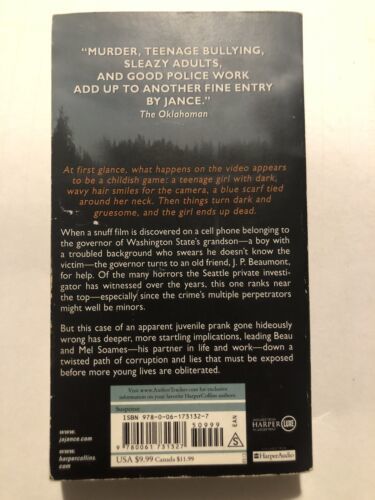 "MURDER, TEENAGE BULLYING,
SLEAZY ADULTS,
AND GOOD POLICE WORK
ADD UP TO ANOTHER FINE ENTRY
BY JANCE."
The Oklahoman
At first glance, what happens on the video appears
to be a childish game: a teenage girl with dark,
wavy hair smiles for the camera, a blue scarf tied
around her neck. Then things turn dark and
gruesome, and the girl ends up dead.
When a snuff film is discovered on a cell phone belonging
to the governor of Washington State's grandson—a boy with
a troubled background who swears he doesn't know the
victim—the governor turns to an old friend, J. P. Beaumont,
for help. Of the many horrors the Seattle private investi-
gator has witnessed over the years, this one ranks near
the top—especially since the crime's multiple perpetrators
might well be minors.
But this case of an apparent juvenile prank gone hideously
wrong has deeper, more startling implications, leading Beau
and Mel Soames—his partner in life and work—down a
twisted path of corruption and lies that must be exposed
before more young lives are obliterated.
Visit www.AuthorTracker.com for exclusive
information on your favorite HarperCollins authors.
Suspense
ISBN 978-0-06-173132-7
50999
EAN
9 780061 731327
S
USA $9.99 Canada $11.99
www.
jajance.com
www.
harpercollins.
com
HARPER LUXE
HarperAudio